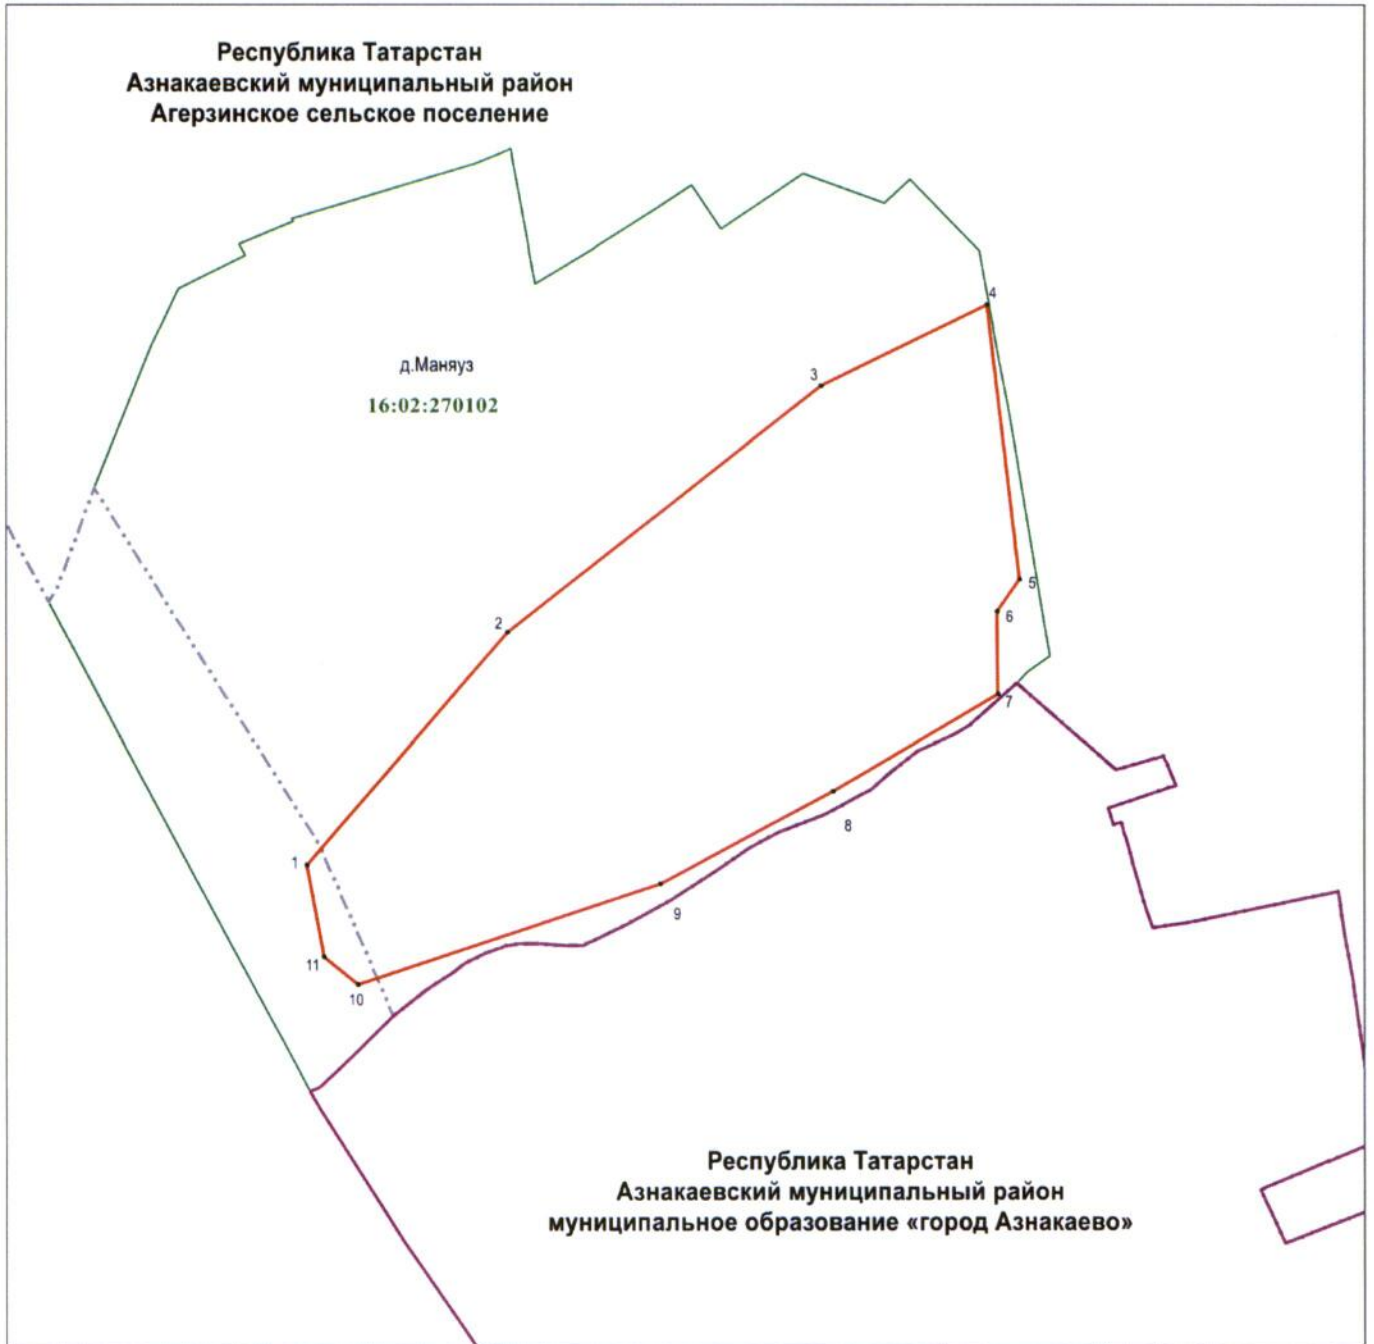 Республика Татарстан
Азнакаевский муниципальный район
Агерзинское сельское поселение
4
3
д.Маняуз
16:02:270102
5
6
2
7
8
1
9
11
10
Республика Татарстан
Азнакаевский муниципальный район
муниципальное образование «город Азнакаево»